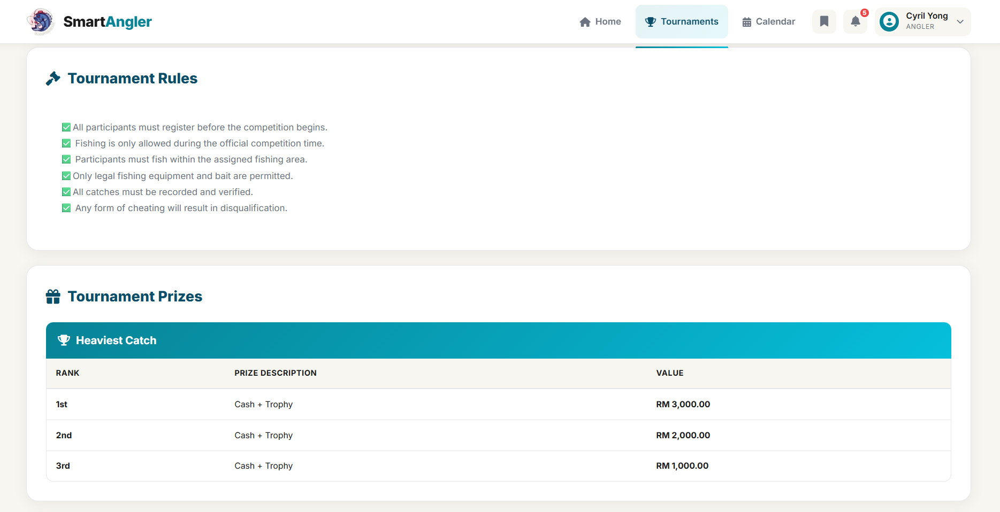 SmartAngler
Home
Tournaments
Calendar
5
Cyril Yong
ANGLER
Tournament Rules
✅ All participants must register before the competition begins.
✅ Fishing is only allowed during the official competition time.
✅ Participants must fish within the assigned fishing area.
✅ Only legal fishing equipment and bait are permitted.
✅ All catches must be recorded and verified.
✅ Any form of cheating will result in disqualification.
Tournament Prizes
Heaviest Catch
RANK PRIZE DESCRIPTION VALUE
1st Cash + Trophy RM 3,000.00
2nd Cash + Trophy RM 2,000.00
3rd Cash + Trophy RM 1,000.00